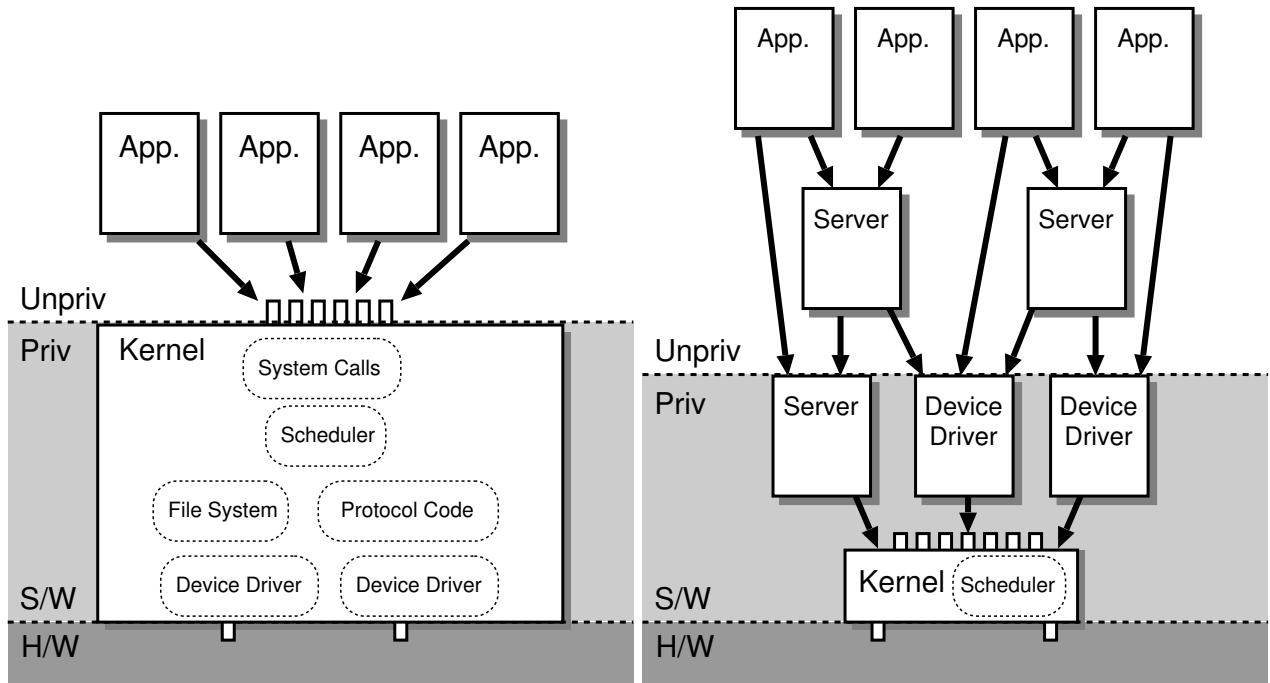 App.
App.
App.
App.
Unpriv
Priv
Kernel
System Calls
Scheduler
File System
Protocol Code
Device Driver
Device Driver
S/W
H/W
App.
App.
App.
App.
Server
Server
Unpriv
Priv
Server
Device
Driver
Device
Driver
Kernel
Scheduler
S/W
H/W